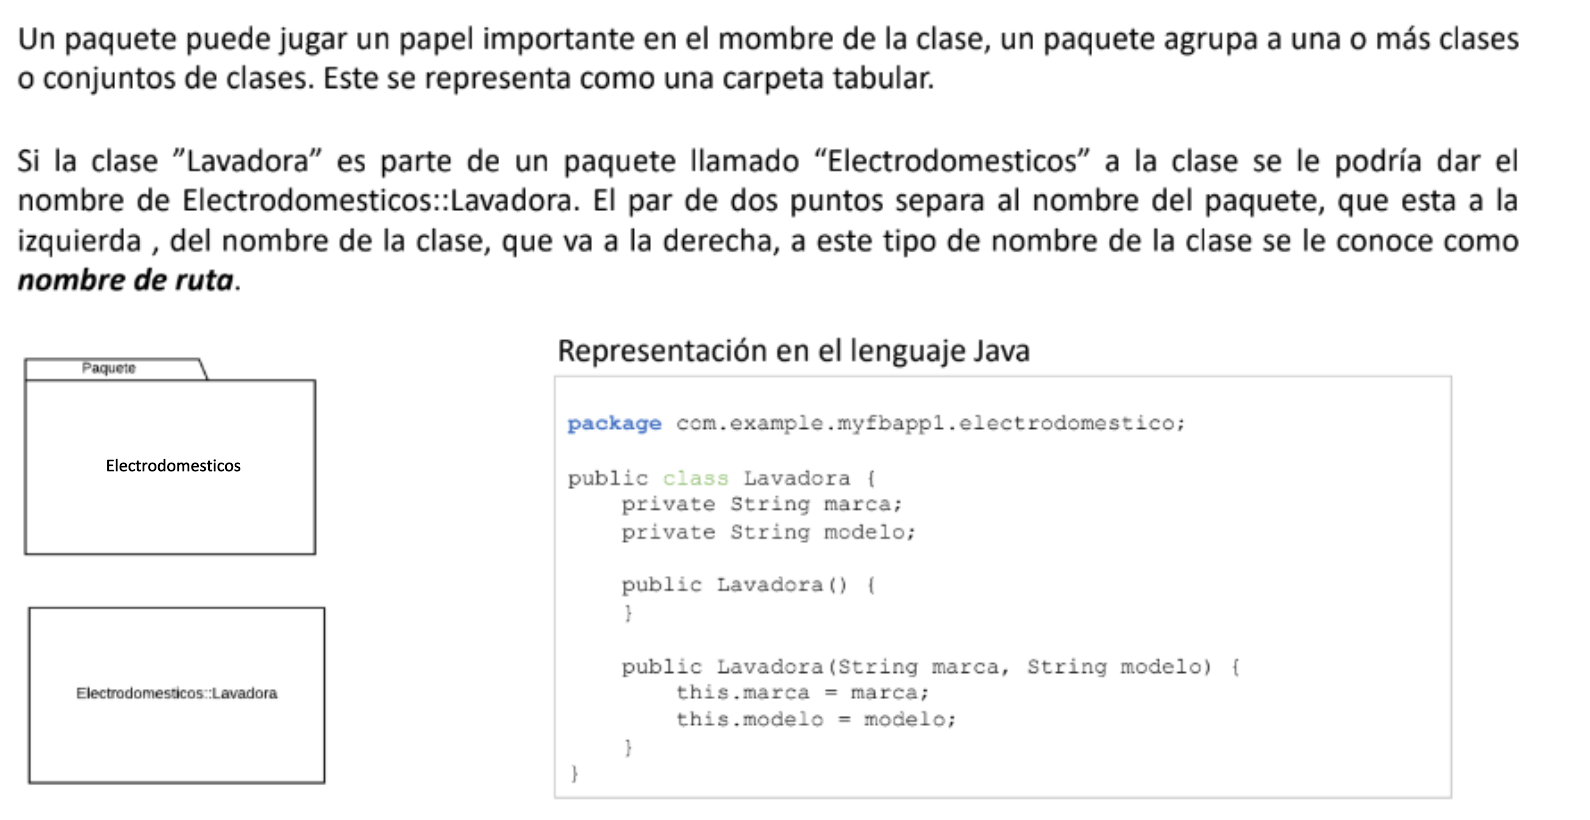 Un paquete puede jugar un papel importante en el mombre de la clase, un paquete agrupa a una o más clases
o conjuntos de clases. Este se representa como una carpeta tabular.
Si la clase ”Lavadora” es parte de un paquete llamado “Electrodomesticos” a la clase se le podría dar el
nombre de Electrodomesticos::Lavadora. El par de dos puntos separa al nombre del paquete, que esta a la
izquierda , del nombre de la clase, que va a la derecha, a este tipo de nombre de la clase se le conoce como
nombre de ruta.
Paquete
Electrodomesticos
Electrodomesticos::Lavadora
Representación en el lenguaje Java
package com.example.myfbapp1.electrodomestico;
public class Lavadora {
    private String marca;
    private String modelo;
    public Lavadora() {
    }
    public Lavadora(String marca, String modelo) {
        this.marca = marca;
        this.modelo = modelo;
    }
}